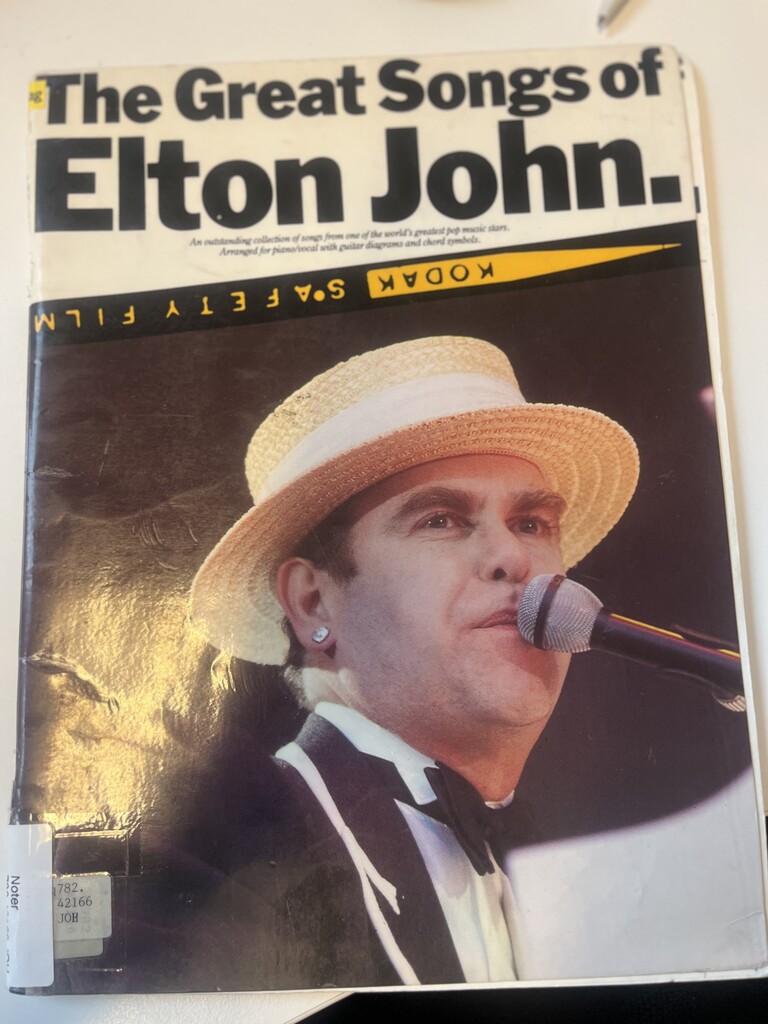 The Great Songs of
Elton John.
An outstanding collection of songs from one of the world's greatest pop music stars.
Arranged for piano/vocal with guitar diagrams and chord symbols.
KODAK SAFETY FILM
Noter
782.
42166
JOH